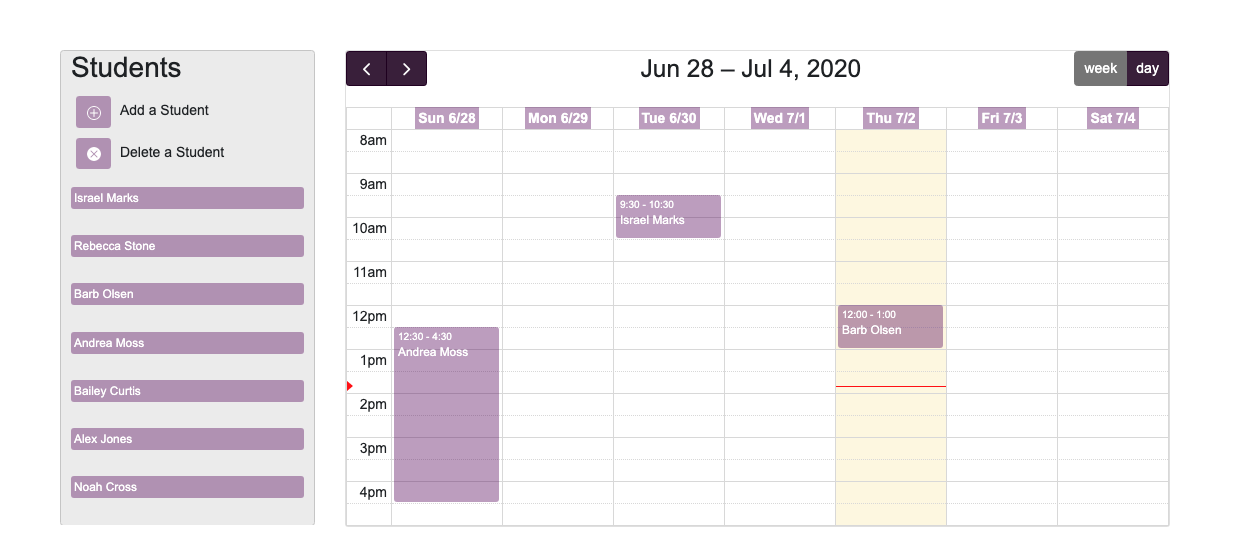 Students
Add a Student
Delete a Student
Israel Marks
Rebecca Stone
Barb Olsen
Andrea Moss
Bailey Curtis
Alex Jones
Noah Cross
Jun 28 – Jul 4, 2020
week day
Sun 6/28 Mon 6/29 Tue 6/30 Wed 7/1 Thu 7/2 Fri 7/3 Sat 7/4
8am
9am
9:30 - 10:30
Israel Marks
10am
11am
12pm
12:00 - 1:00
Barb Olsen
12:30 - 4:30
Andrea Moss
1pm
2pm
3pm
4pm